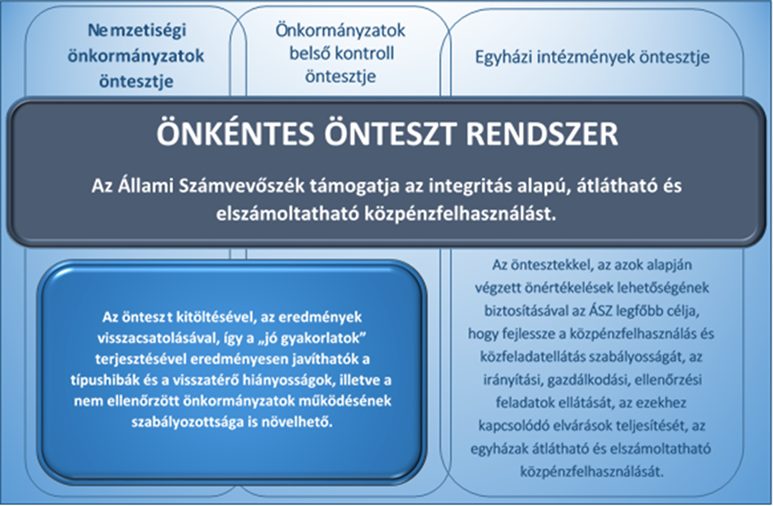 Nemzetiségi
önkormányzatok
öntesztje
Önkormányzatok
belső kontroll
öntesztje
Egyházi intézmények öntesztje
ÖNKÉNTES ÖNTESZT RENDSZER
Az Állami Számvevőszék támogatja az integritás alapú, átlátható és
elszámoltatható közpénzfelhasználást.
Az önteszt kitöltésével, az eredmények
visszacsatolásával, így a „jó gyakorlatok”
terjesztésével eredményesen javíthatók a
típushibák és a visszatérő hiányosságok, illetve a
nem ellenőrzött önkormányzatok működésének
szabályozottsága is növelhető.
Az öntesztekkel, az azok alapján
végzett önértékelések lehetőségének
biztosításával az ÁSZ legfőbb célja,
hogy fejlessze a közpénzfelhasználás és
közfeladatellátás szabályosságát, az
irányítási, gazdálkodási, ellenőrzési
feladatok ellátását, az ezekhez
kapcsolódó elvárások teljesítését, az
egyházak átlátható és elszámoltatható
közpénzfelhasználását.